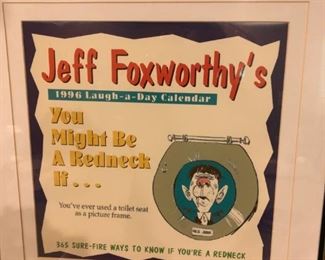 Jeff Foxworthy's
1996 Laugh-a-Day Calendar
You
Might Be
A Redneck
If . . .
You've ever used a toilet seat
as a picture frame.
365 SURE-FIRE WAYS TO KNOW IF YOU'RE A REDNECK